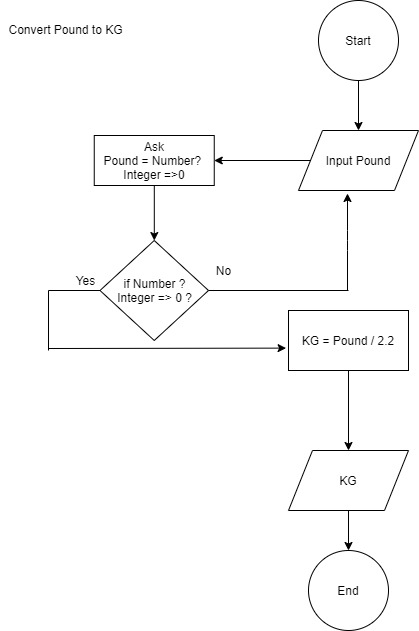 Convert Pound to KG
Start
Input Pound
Ask
Pound = Number?
Integer =>0
if Number ?
Integer => 0 ?
Yes
No
KG = Pound / 2.2
KG
End